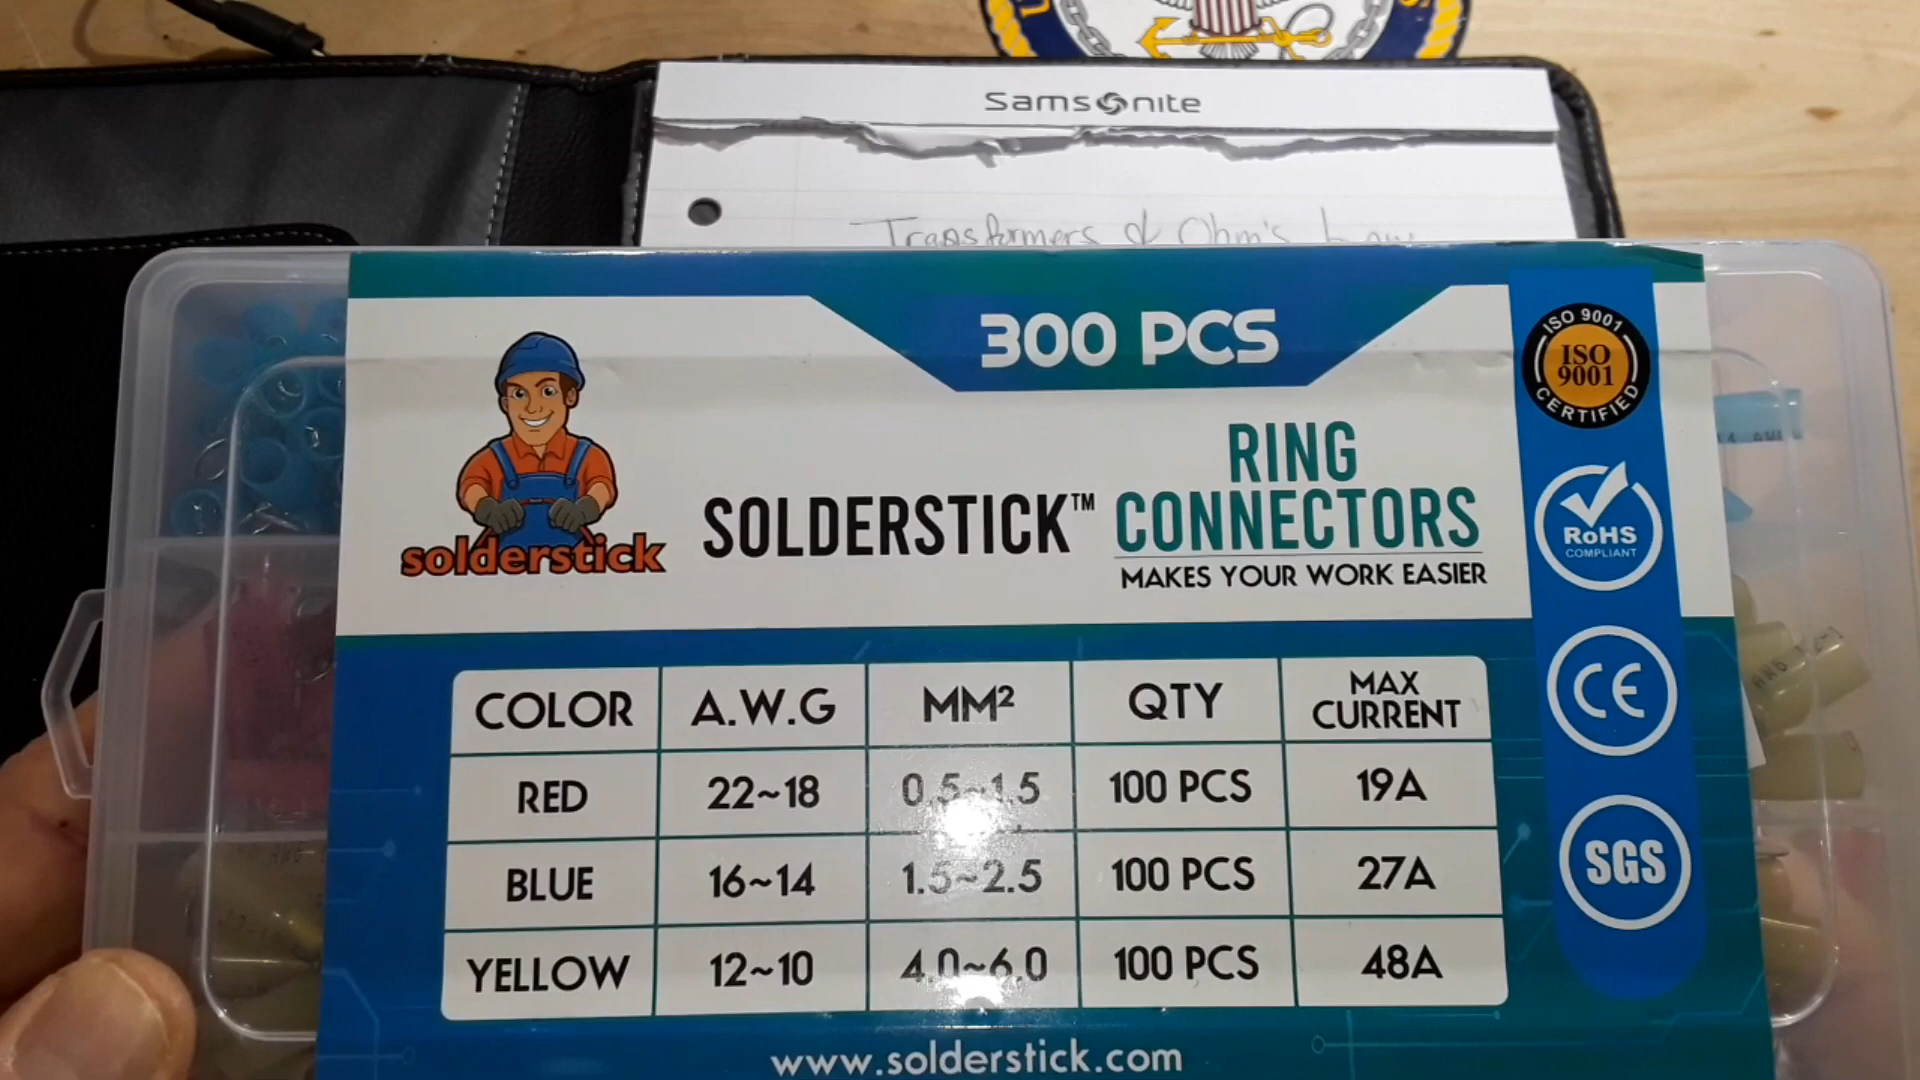 Samsonite
Transformers & Ohm's Law
300 PCS
solderstick
SOLDERSTICK™
RING
CONNECTORS
MAKES YOUR WORK EASIER
ISO 9001
ISO
9001
CERTIFIED
RoHS
COMPLIANT
CE
SGS
COLOR A.W.G MM² QTY MAX CURRENT
RED 22~18 0.5~1.5 100 PCS 19A
BLUE 16~14 1.5~2.5 100 PCS 27A
YELLOW 12~10 4.0~6.0 100 PCS 48A
www.solderstick.com